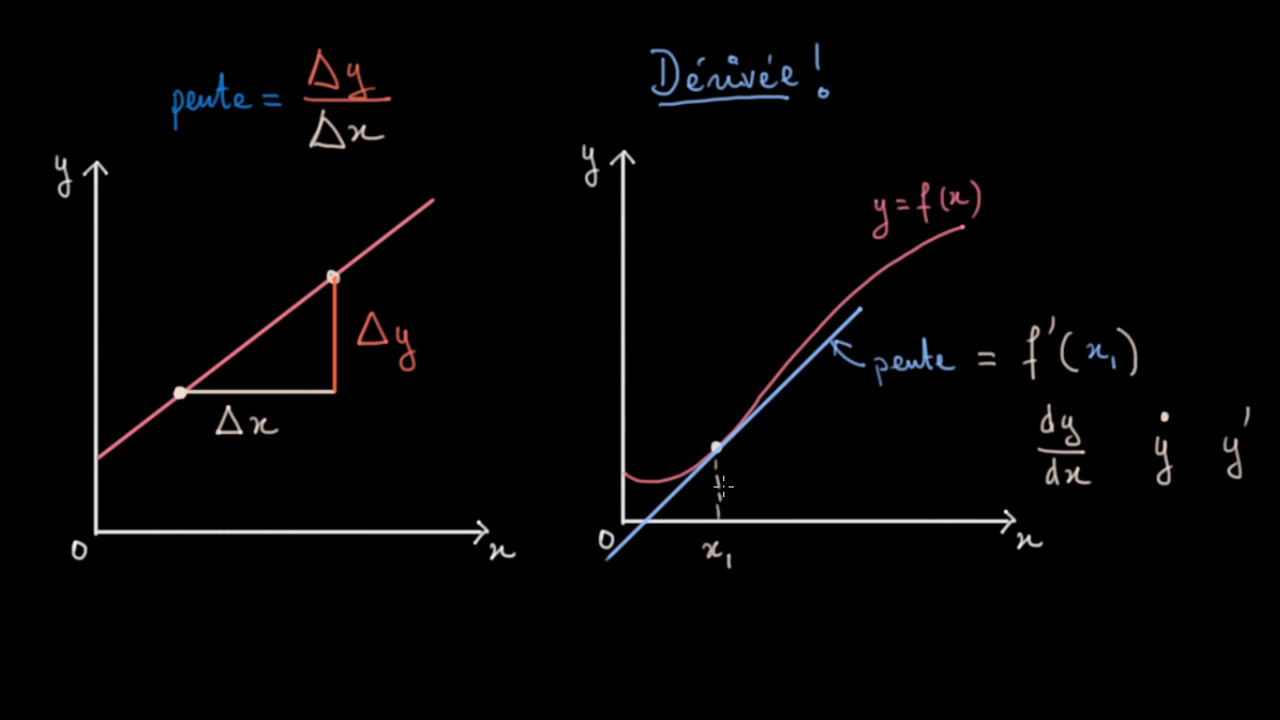 pente = Δy/Δx
Dérivée !
y
Δy
Δx
0
x
y
y = f(x)
pente = f'(x₁)
dy/dx ẏ y'
0
x₁
x